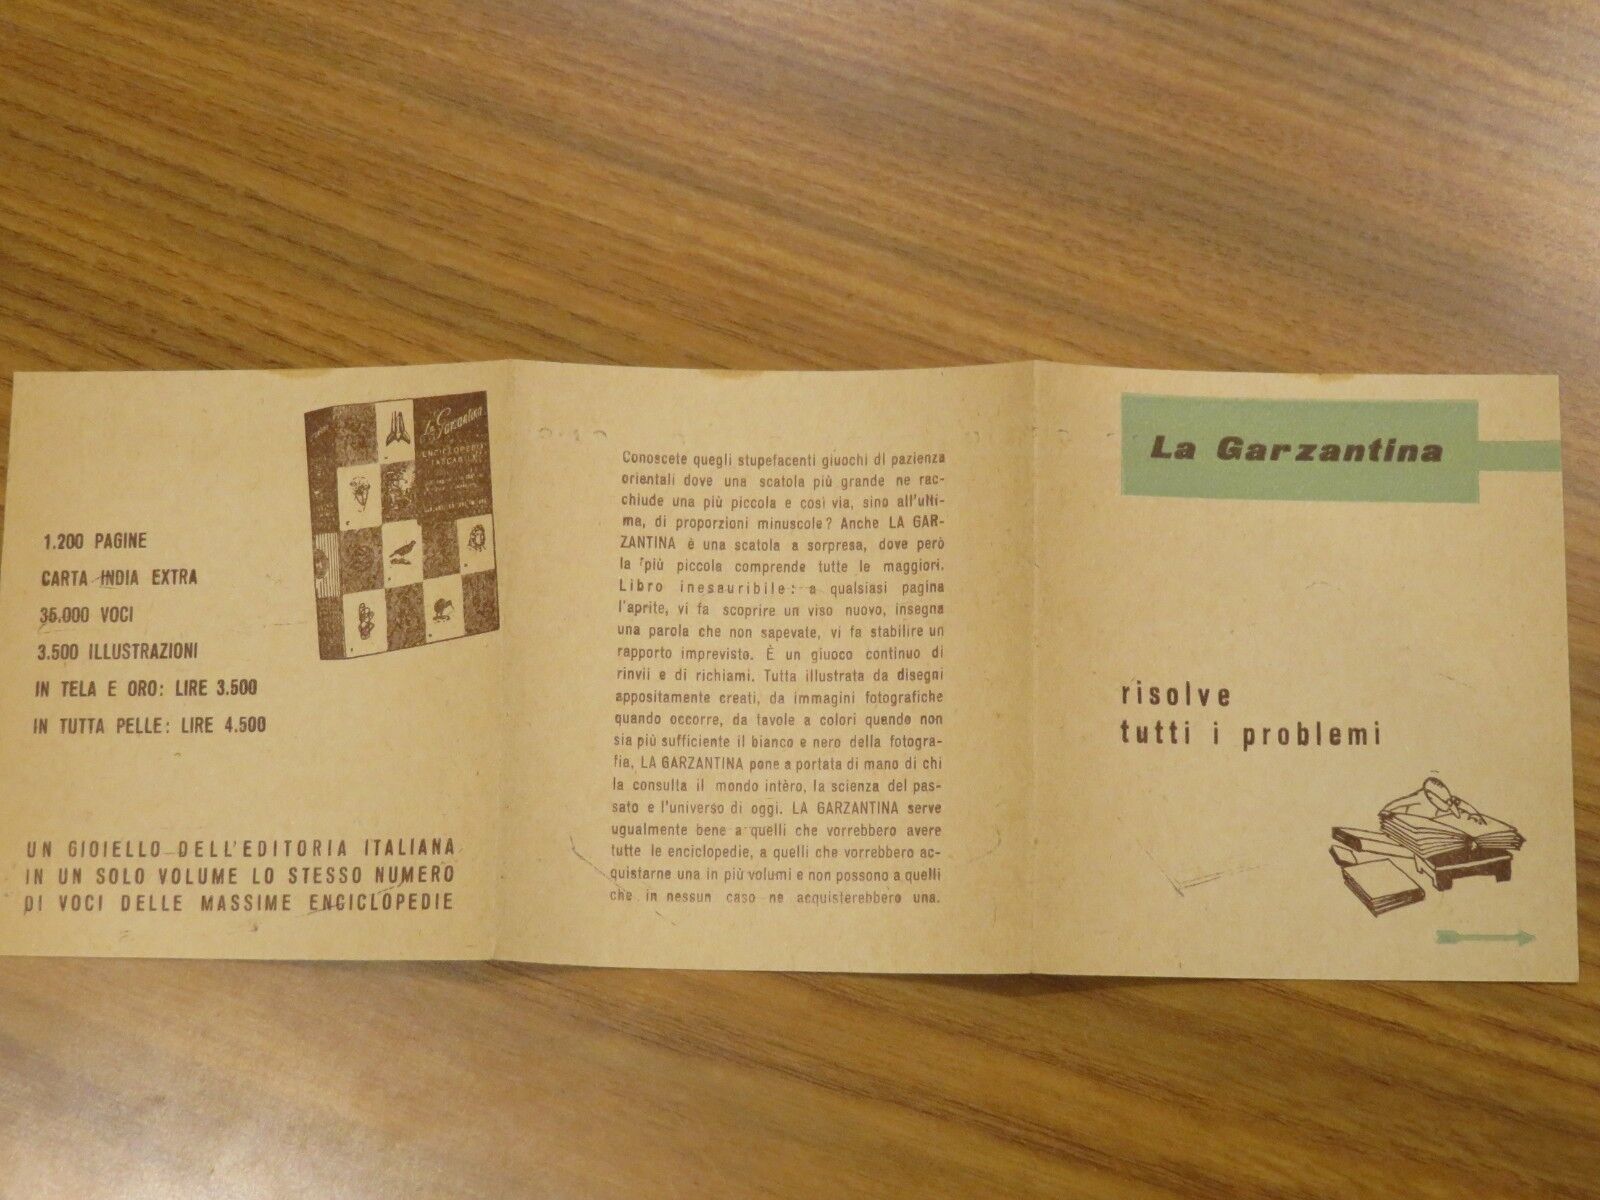 1.200 PAGINE
CARTA INDIA EXTRA
35.000 VOCI
3.500 ILLUSTRAZIONI
IN TELA E ORO: LIRE 3.500
IN TUTTA PELLE: LIRE 4.500
UN GIOIELLO DELL'EDITORIA ITALIANA
IN UN SOLO VOLUME LO STESSO NUMERO
DI VOCI DELLE MASSIME ENCICLOPEDIE
La Garzantina
ENCICLOPEDIA
TASCABILE
Conoscete quegli stupefacenti giuochi di pazienza
orientali dove una scatola più grande ne rac-
chiude una più piccola e così via, sino all'ulti-
ma, di proporzioni minuscole? Anche LA GAR-
ZANTINA è una scatola a sorpresa, dove però
la più piccola comprende tutte le maggiori.
Libro inesauribile: a qualsiasi pagina
l'aprite, vi fa scoprire un viso nuovo, insegna
una parola che non sapevate, vi fa stabilire un
rapporto imprevisto. È un giuoco continuo di
rinvii e di richiami. Tutta illustrata da disegni
appositamente creati, da immagini fotografiche
quando occorre, da tavole a colori quando non
sia più sufficiente il bianco e nero della fotogra-
fia, LA GARZANTINA pone a portata di mano di chi
la consulta il mondo intèro, la scienza del pas-
sato e l'universo di oggi. LA GARZANTINA serve
ugualmente bene a quelli che vorrebbero avere
tutte le enciclopedie, a quelli che vorrebbero ac-
quistarne una in più volumi e non possono a quelli
che in nessun caso ne acquisterebbero una.
La Garzantina
risolve
tutti i problemi